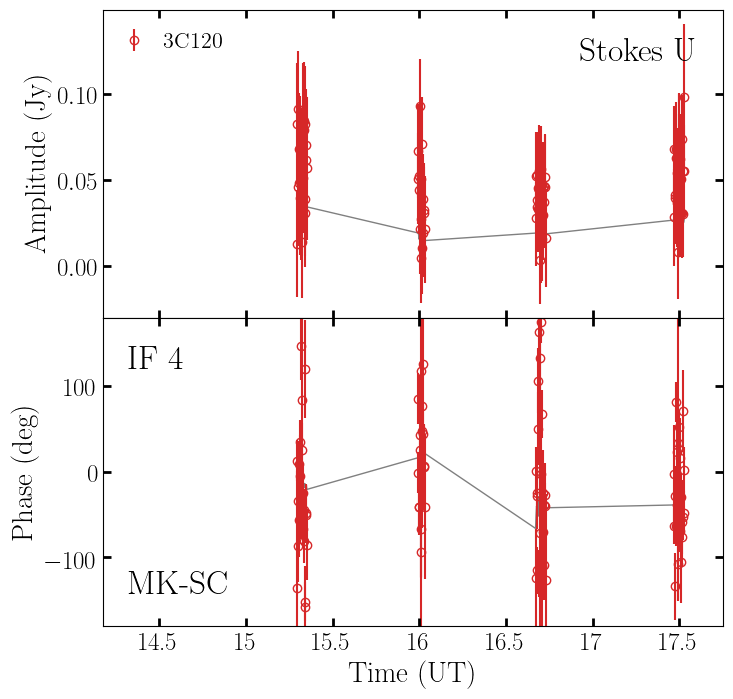 3C120
Stokes U
Amplitude (Jy)
0.10
0.05
0.00
IF 4
MK-SC
Phase (deg)
100
0
−100
14.5 15 15.5 16 16.5 17 17.5
Time (UT)